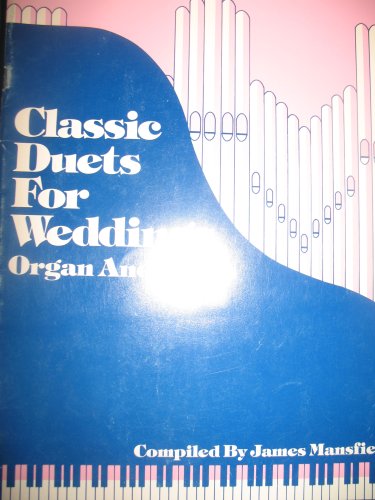 Classic
Duets
For
Organ
Compiled By James